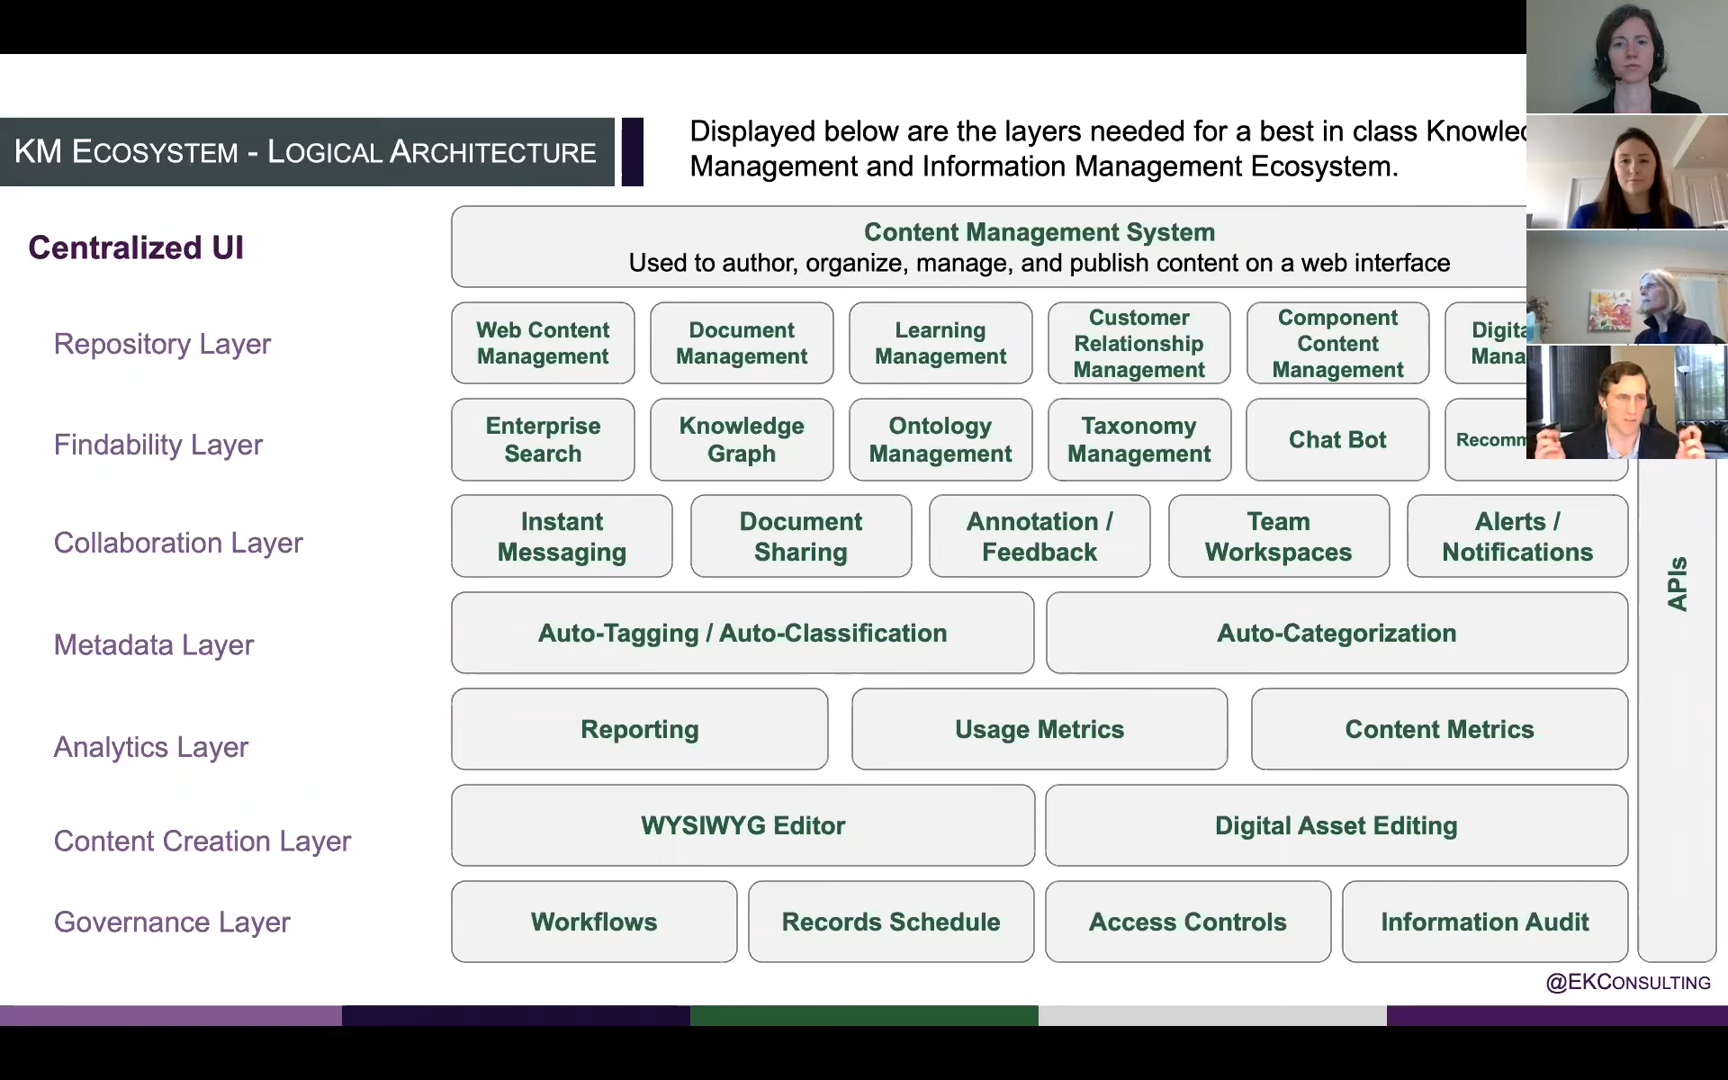 KM ECOSYSTEM - LOGICAL ARCHITECTURE
Displayed below are the layers needed for a best in class
Management and Information Management Ecosystem.
Centralized UI
Content Management System
Used to author, organize, manage, and publish content on a web interface
Repository Layer
Web Content
Management
Document
Management
Learning
Management
Customer
Relationship
Management
Component
Content
Management
Findability Layer
Enterprise
Search
Knowledge
Graph
Ontology
Management
Taxonomy
Management
Chat Bot
Collaboration Layer
Instant
Messaging
Document
Sharing
Annotation /
Feedback
Team
Workspaces
Alerts /
Notifications
APIs
Metadata Layer
Auto-Tagging / Auto-Classification
Auto-Categorization
Analytics Layer
Reporting
Usage Metrics
Content Metrics
Content Creation Layer
WYSIWYG Editor
Digital Asset Editing
Governance Layer
Workflows
Records Schedule
Access Controls
Information Audit
@EKCONSULTING